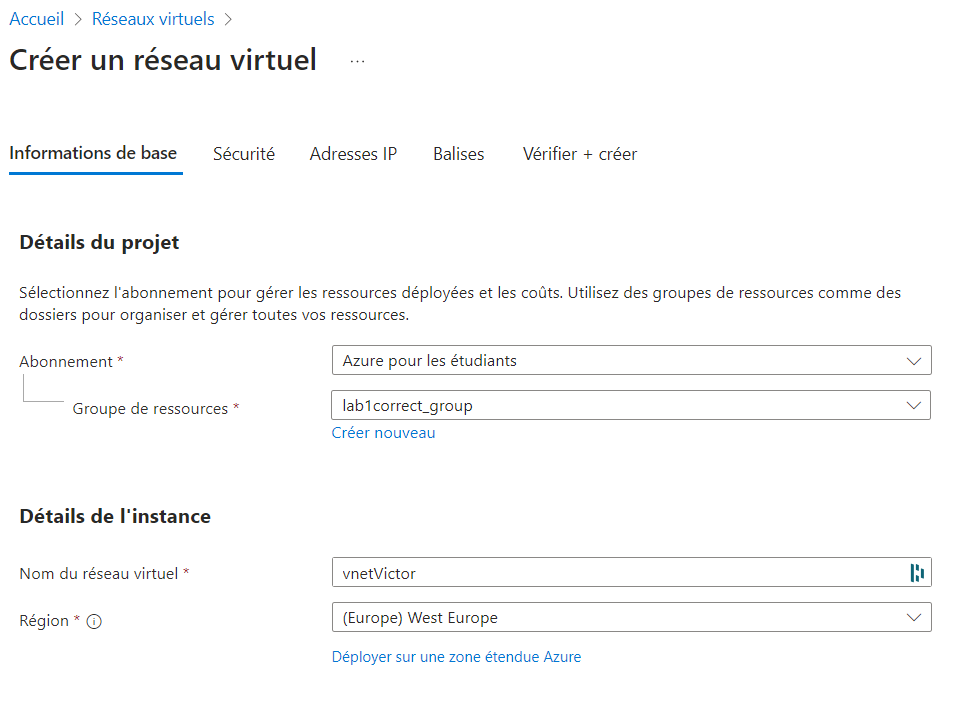 Accueil > Réseaux virtuels >
Créer un réseau virtuel ...
Informations de base Sécurité Adresses IP Balises Vérifier + créer
Détails du projet
Sélectionnez l'abonnement pour gérer les ressources déployées et les coûts. Utilisez des groupes de ressources comme des
dossiers pour organiser et gérer toutes vos ressources.
Abonnement * Azure pour les étudiants
Groupe de ressources * lab1correct_group
Créer nouveau
Détails de l'instance
Nom du réseau virtuel * vnetVictor
Région * (Europe) West Europe
Déployer sur une zone étendue Azure